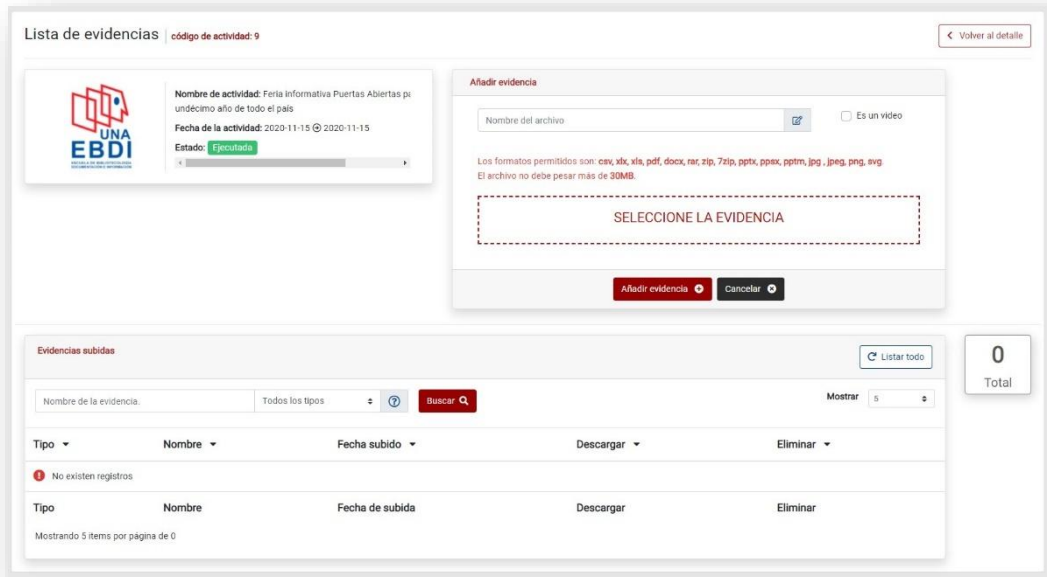 Lista de evidencias
código de actividad: 9
Volver al detalle
UNA
EBDI
ESCUELA DE BIBLIOTECOLOGÍA
DOCUMENTACIÓN E INFORMACIÓN
Nombre de actividad: Feria informativa Puertas Abiertas
undécimo año de todo el país
Fecha de la actividad: 2020-11-15 2020-11-15
Estado: Ejecutada
Añadir evidencia
Nombre del archivo
Es un video
Los formatos permitidos son: csv, xlx, xls, pdf, docx, rar, zip, 7zip, pptx, ppsx, pptm, jpg , jpeg, png, svg
El archivo no debe pesar más de 30MB.
SELECCIONE LA EVIDENCIA
Añadir evidencia
Cancelar
Evidencias subidas
Listar todo
0
Total
Nombre de la evidencia.
Todos los tipos
Buscar
Mostrar 5
Tipo Nombre Fecha subido Descargar Eliminar
No existen registros
Tipo Nombre Fecha de subida Descargar Eliminar
Mostrando 5 items por página de 0